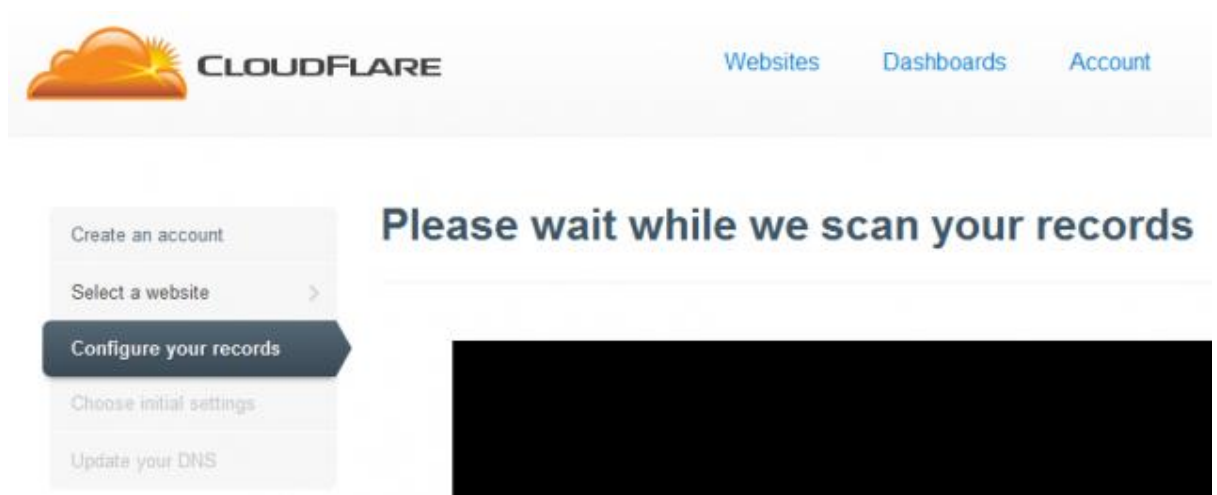 CLOUDFLARE
Websites Dashboards Account
Please wait while we scan your records
Create an account
Select a website
Configure your records
Choose initial settings
Update your DNS